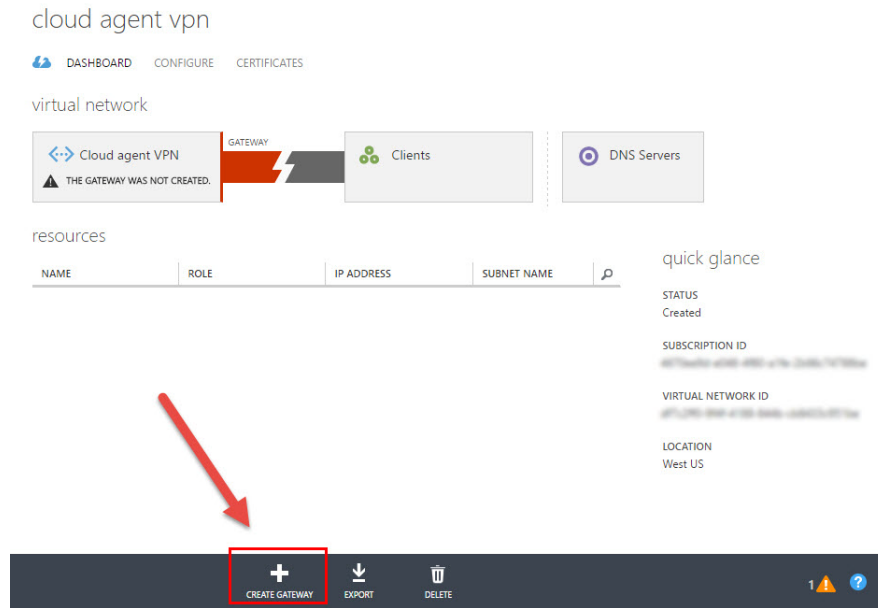 cloud agent vpn
DASHBOARD CONFIGURE CERTIFICATES
virtual network
Cloud agent VPN
THE GATEWAY WAS NOT CREATED.
GATEWAY
Clients
DNS Servers
resources
NAME ROLE IP ADDRESS SUBNET NAME
quick glance
STATUS
Created
SUBSCRIPTION ID
VIRTUAL NETWORK ID
LOCATION
West US
CREATE GATEWAY EXPORT DELETE
1
?